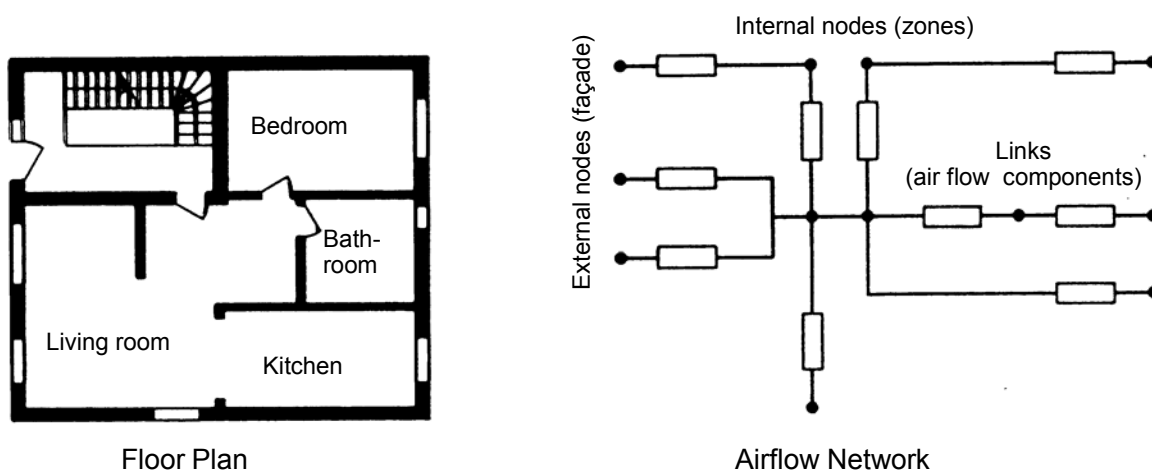 Bedroom
Bath-
room
Living room
Kitchen
Floor Plan
Internal nodes (zones)
External nodes (façade)
Links
(air flow components)
Airflow Network